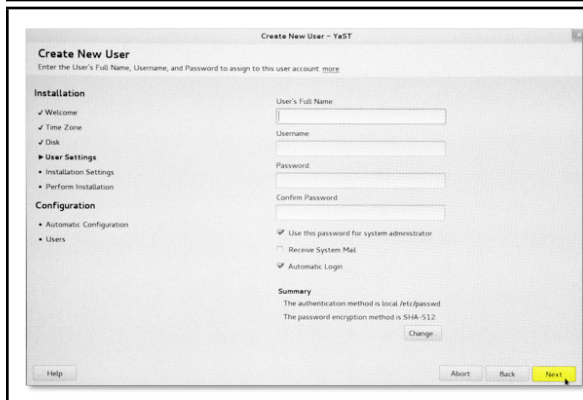 Create New User - YaST
Create New User
Enter the User's Full Name, Username, and Password to assign to this user account more
Installation
✓ Welcome
✓ Time Zone
✓ Disk
▶ User Settings
• Installation Settings
• Perform Installation
Configuration
• Automatic Configuration
• Users
User's Full Name
Username
Password
Confirm Password
Use this password for system administrator
Receive System Mail
Automatic Login
Summary
The authentication method is local /etc/passwd
The password encryption method is SHA-512
Change
Help
Abort
Back
Next